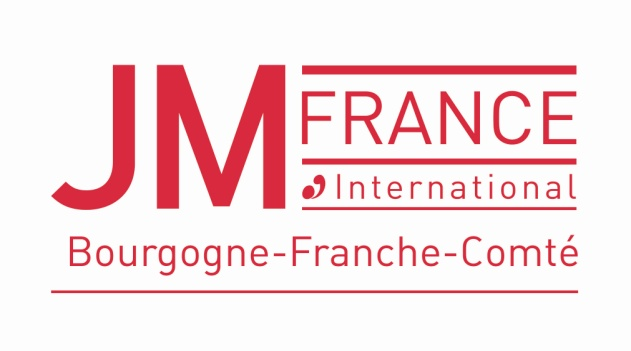 JM FRANCE
International
Bourgogne-Franche-Comté